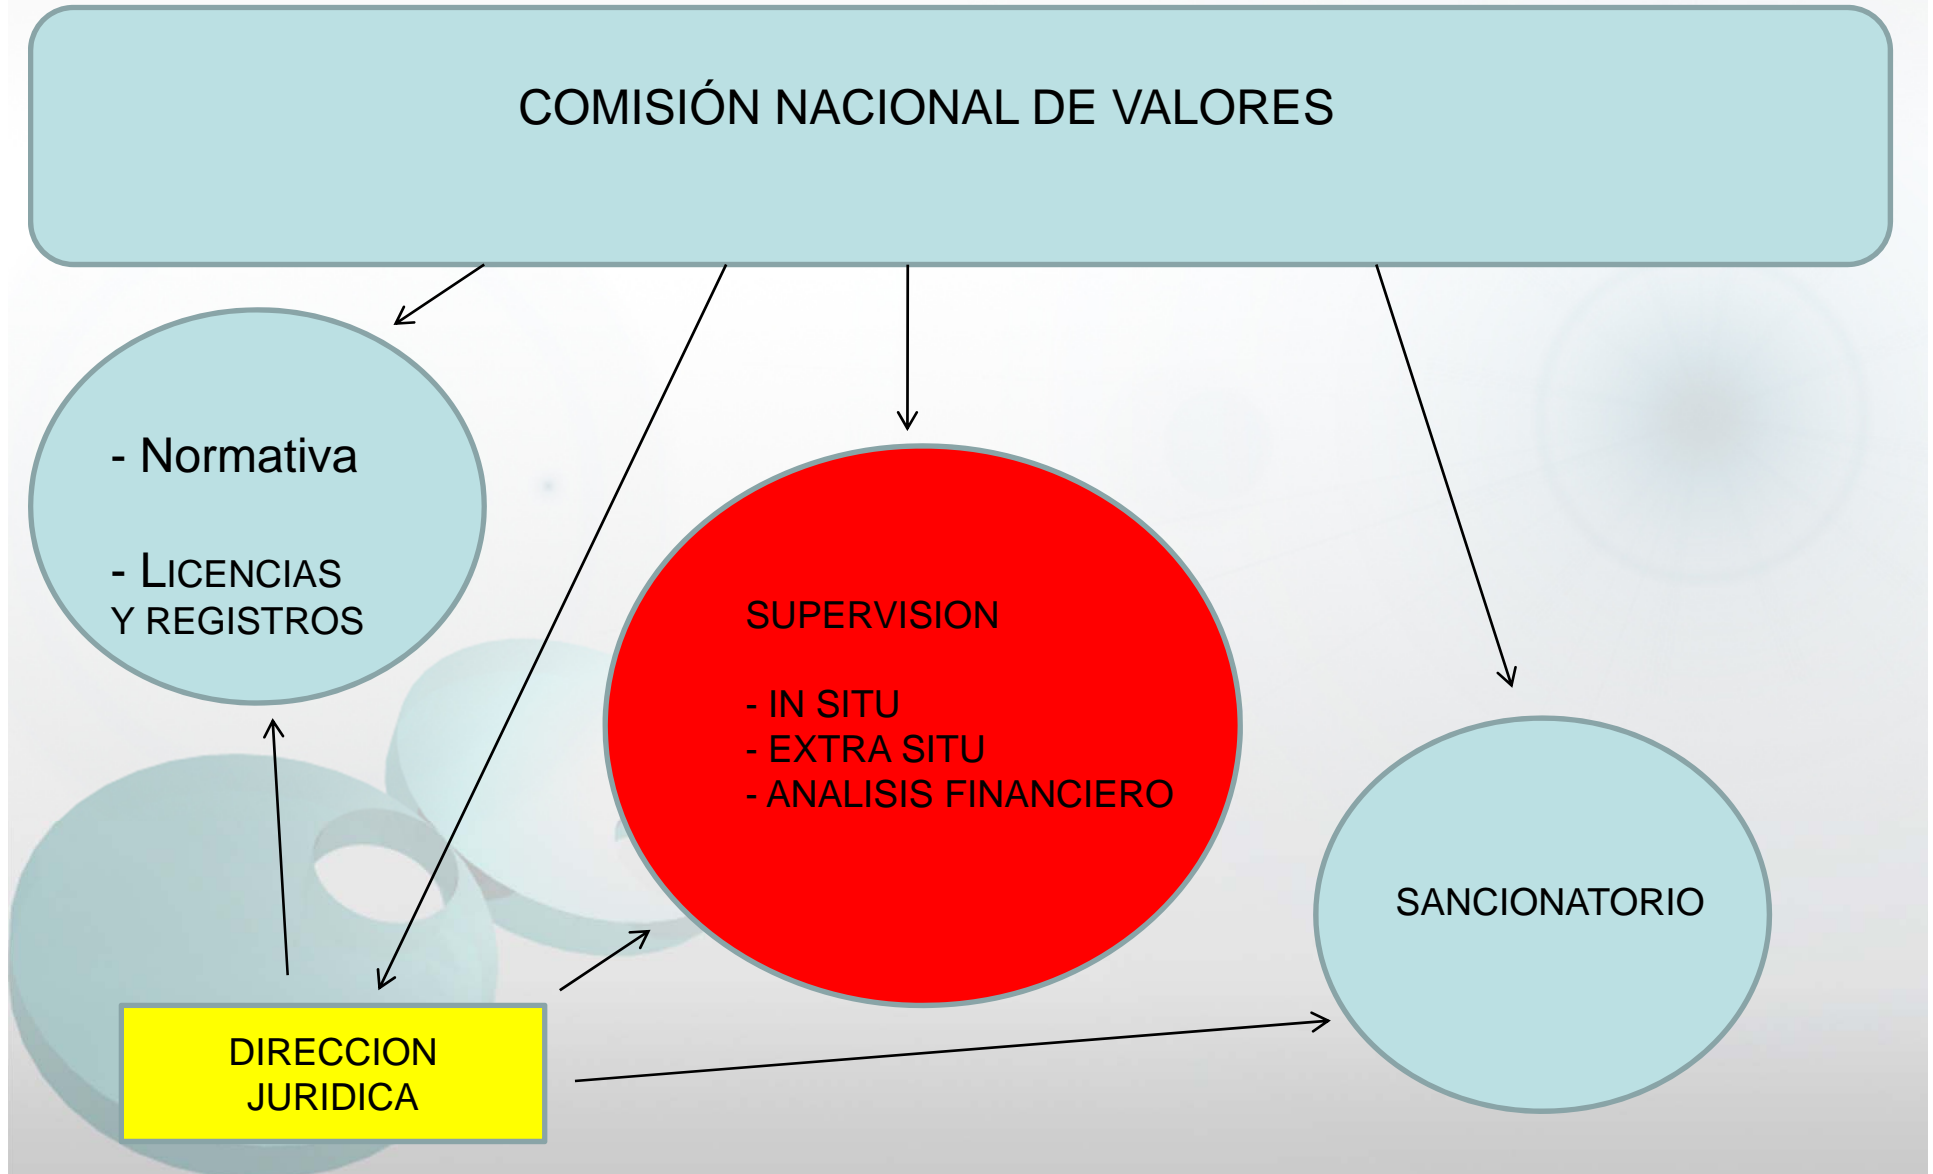 COMISIÓN NACIONAL DE VALORES
- Normativa
- LICENCIAS
Y REGISTROS
SUPERVISION
- IN SITU
- EXTRA SITU
- ANALISIS FINANCIERO
SANCIONATORIO
DIRECCION
JURIDICA